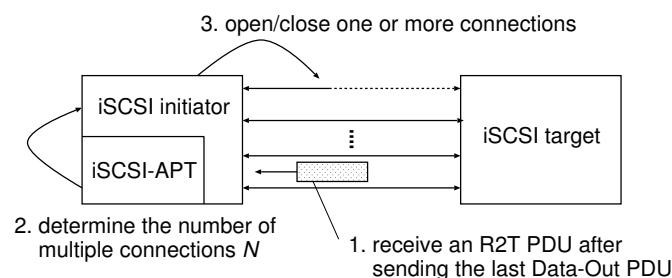 3. open/close one or more connections
iSCSI initiator
iSCSI-APT
iSCSI target
2. determine the number of
multiple connections N
1. receive an R2T PDU after
sending the last Data-Out PDU